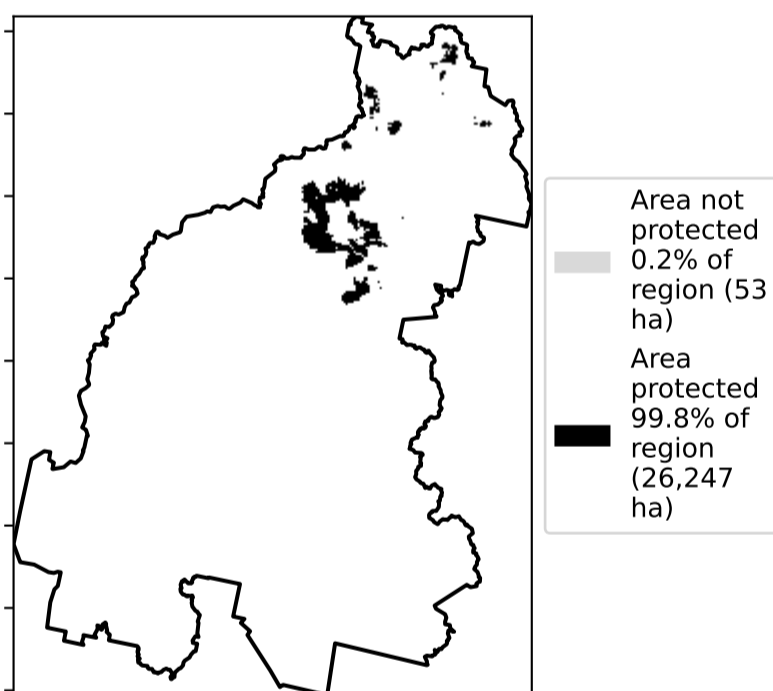 Area not
protected
0.2% of
region (53
ha)
Area
protected
99.8% of
region
(26,247
ha)